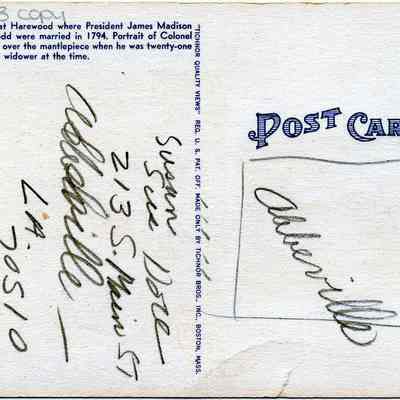 3 copy
at Harewood where President James Madison
dd were married in 1794. Portrait of Colonel
over the mantlepiece when he was twenty-one
widower at the time.
"TICHNOR QUALITY VIEWS" REG. U. S. PAT. OFF. MADE ONLY BY TICHNOR BROS., INC., BOSTON, MASS.
POST CAR
Abbeville
Susan
Sue Dore
213 S. Main St
Abbeville
LA.
70510